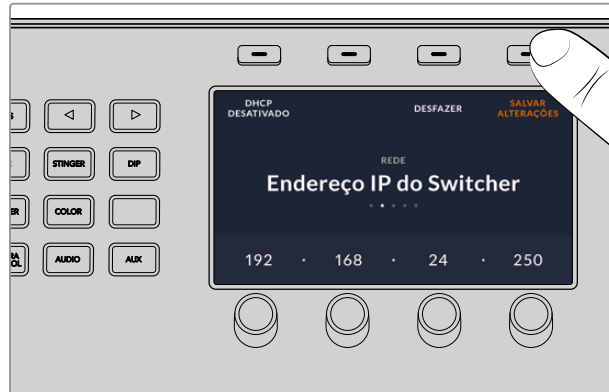 DHCP
DESATIVADO
DESFAZER
SALVAR
ALTERAÇÕES
REDE
Endereço IP do Switcher
192 · 168 · 24 · 250
STINGER
DIP
COLOR
AUDIO
AUX